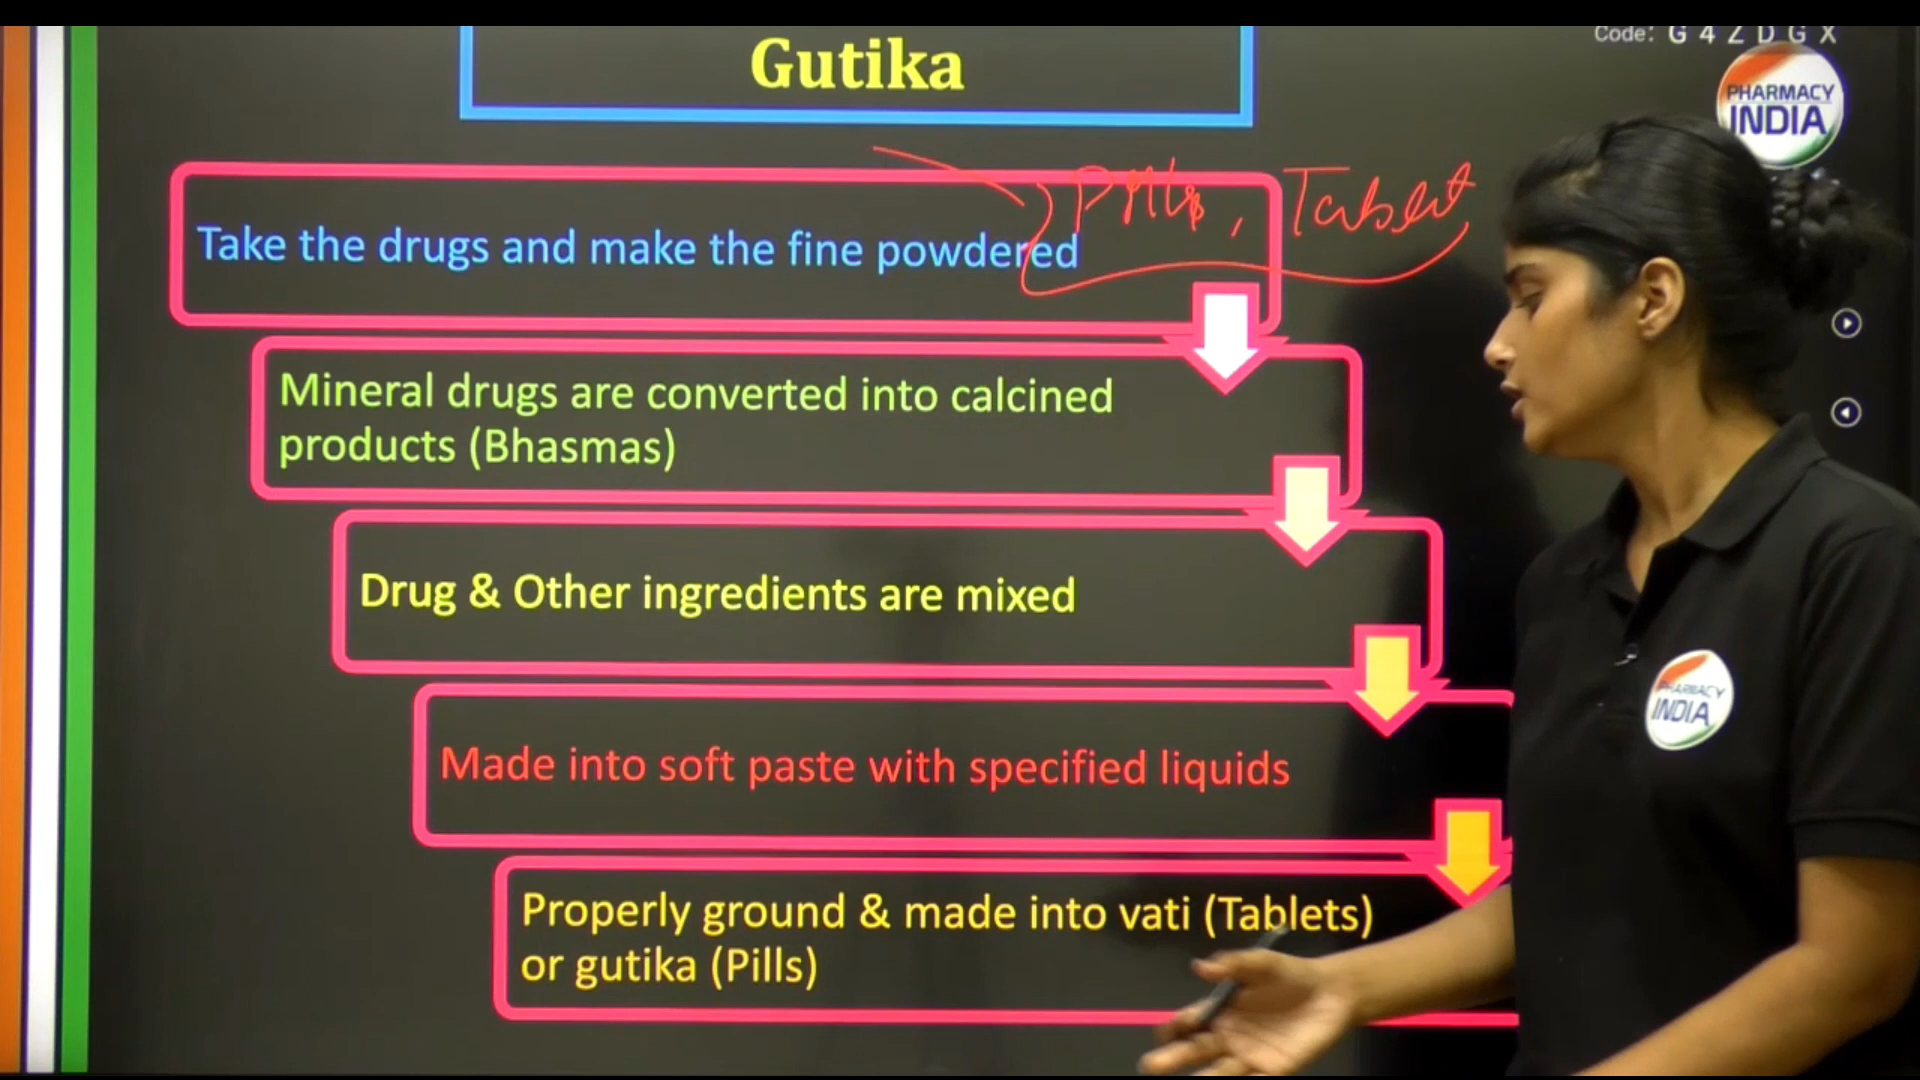 Code: G4ZDGX
Gutika
PHARMACY
INDIA
Pills, Tablet
Take the drugs and make the fine powdered
Mineral drugs are converted into calcined
products (Bhasmas)
Drug & Other ingredients are mixed
Made into soft paste with specified liquids
PHARMACY
INDIA
Properly ground & made into vati (Tablets)
or gutika (Pills)